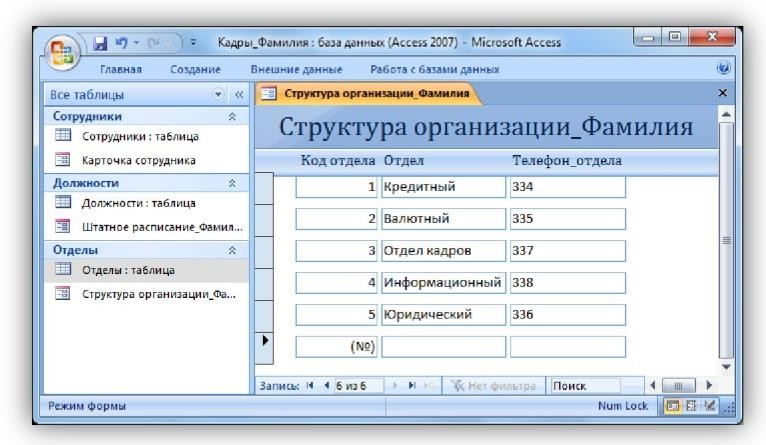 Кадры_Фамилия : база данных (Access 2007) - Microsoft Access
Главная Создание Внешние данные Работа с базами данных
Все таблицы
Сотрудники
Сотрудники : таблица
Карточка сотрудника
Должности
Должности : таблица
Штатное расписание_Фамил...
Отделы
Отделы : таблица
Структура организации_Фа...
Структура организации_Фамилия
Структура организации_Фамилия
Код отдела Отдел Телефон_отдела
1 Кредитный 334
2 Валютный 335
3 Отдел кадров 337
4 Информационный 338
5 Юридический 336
(№)
Запись: 6 из 6 Нет фильтра Поиск
Режим формы Num Lock